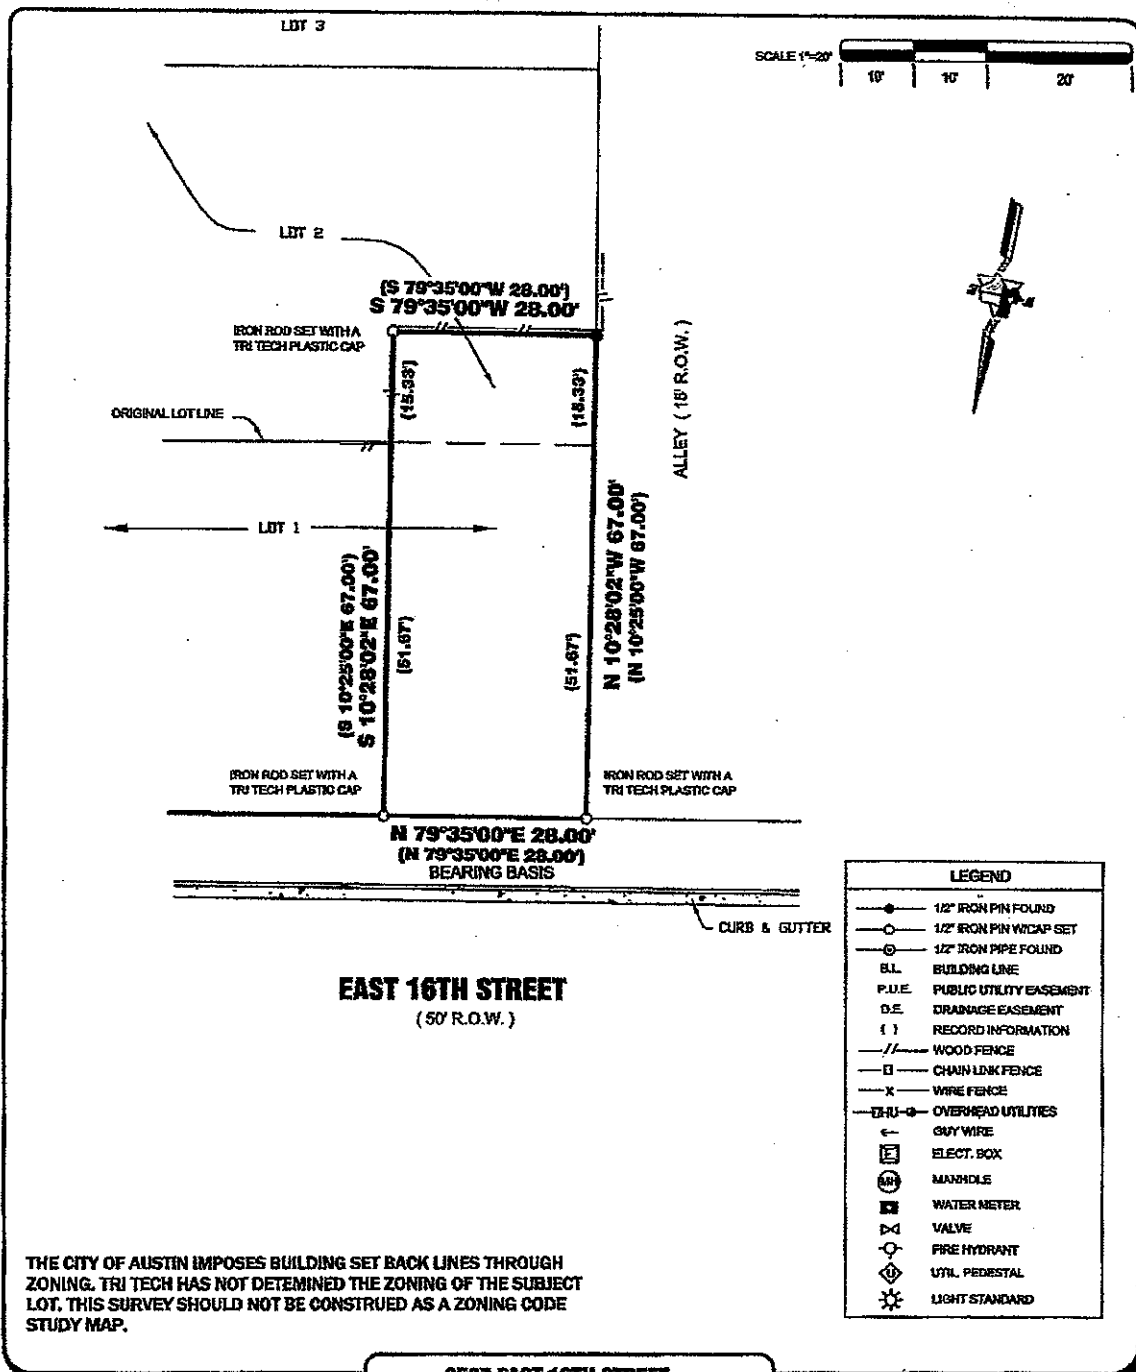 LOT 3
SCALE 1"=20'
10' 10' 20'
LOT 2
(S 79°35'00"W 28.00')
S 79°35'00"W 28.00'
IRON ROD SET WITH A
TRI TECH PLASTIC CAP
(15.33')
(15.33')
ALLEY ( 15' R.O.W. )
ORIGINAL LOT LINE
LOT 1
(S 10°25'00"E 67.00')
S 10°28'02"E 67.00'
(51.67')
(51.67')
N 10°28'02"W 67.00'
(N 10°25'00"W 67.00')
IRON ROD SET WITH A
TRI TECH PLASTIC CAP
IRON ROD SET WITH A
TRI TECH PLASTIC CAP
N 79°35'00"E 28.00'
(N 79°35'00"E 28.00')
BEARING BASIS
CURB & GUTTER
EAST 16TH STREET
( 50' R.O.W. )
LEGEND
1/2" IRON PIN FOUND
1/2" IRON PIN W/CAP SET
1/2" IRON PIPE FOUND
B.L. BUILDING LINE
P.U.E. PUBLIC UTILITY EASEMENT
D.E. DRAINAGE EASEMENT
( ) RECORD INFORMATION
// WOOD FENCE
CHAIN LINK FENCE
X WIRE FENCE
OHU OVERHEAD UTILITIES
GUY WIRE
E ELECT. BOX
MH MANHOLE
WATER METER
VALVE
FIRE HYDRANT
U UTIL. PEDESTAL
LIGHT STANDARD
THE CITY OF AUSTIN IMPOSES BUILDING SET BACK LINES THROUGH
ZONING. TRI TECH HAS NOT DETEMINED THE ZONING OF THE SUBJECT
LOT. THIS SURVEY SHOULD NOT BE CONSTRUED AS A ZONING CODE
STUDY MAP.
EAST 16TH STREET